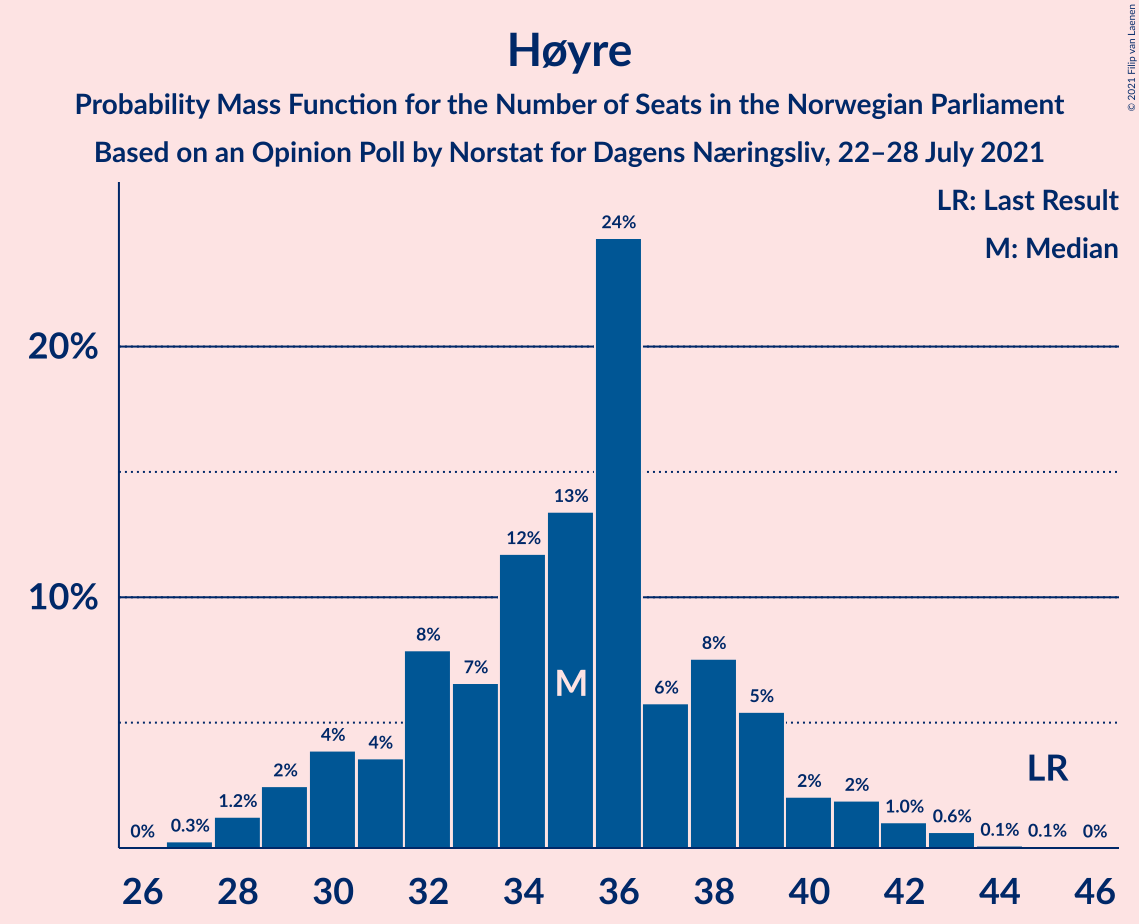 Høyre
Probability Mass Function for the Number of Seats in the Norwegian Parliament
Based on an Opinion Poll by Norstat for Dagens Næringsliv, 22–28 July 2021
© 2021 Filip van Laenen
LR: Last Result
M: Median
20%
10%
0%
0.3%
1.2%
2%
4%
4%
8%
7%
12%
13%
24%
6%
8%
5%
2%
2%
1.0%
0.6%
0.1%
0.1%
0%
M
LR
26 28 30 32 34 36 38 40 42 44 46